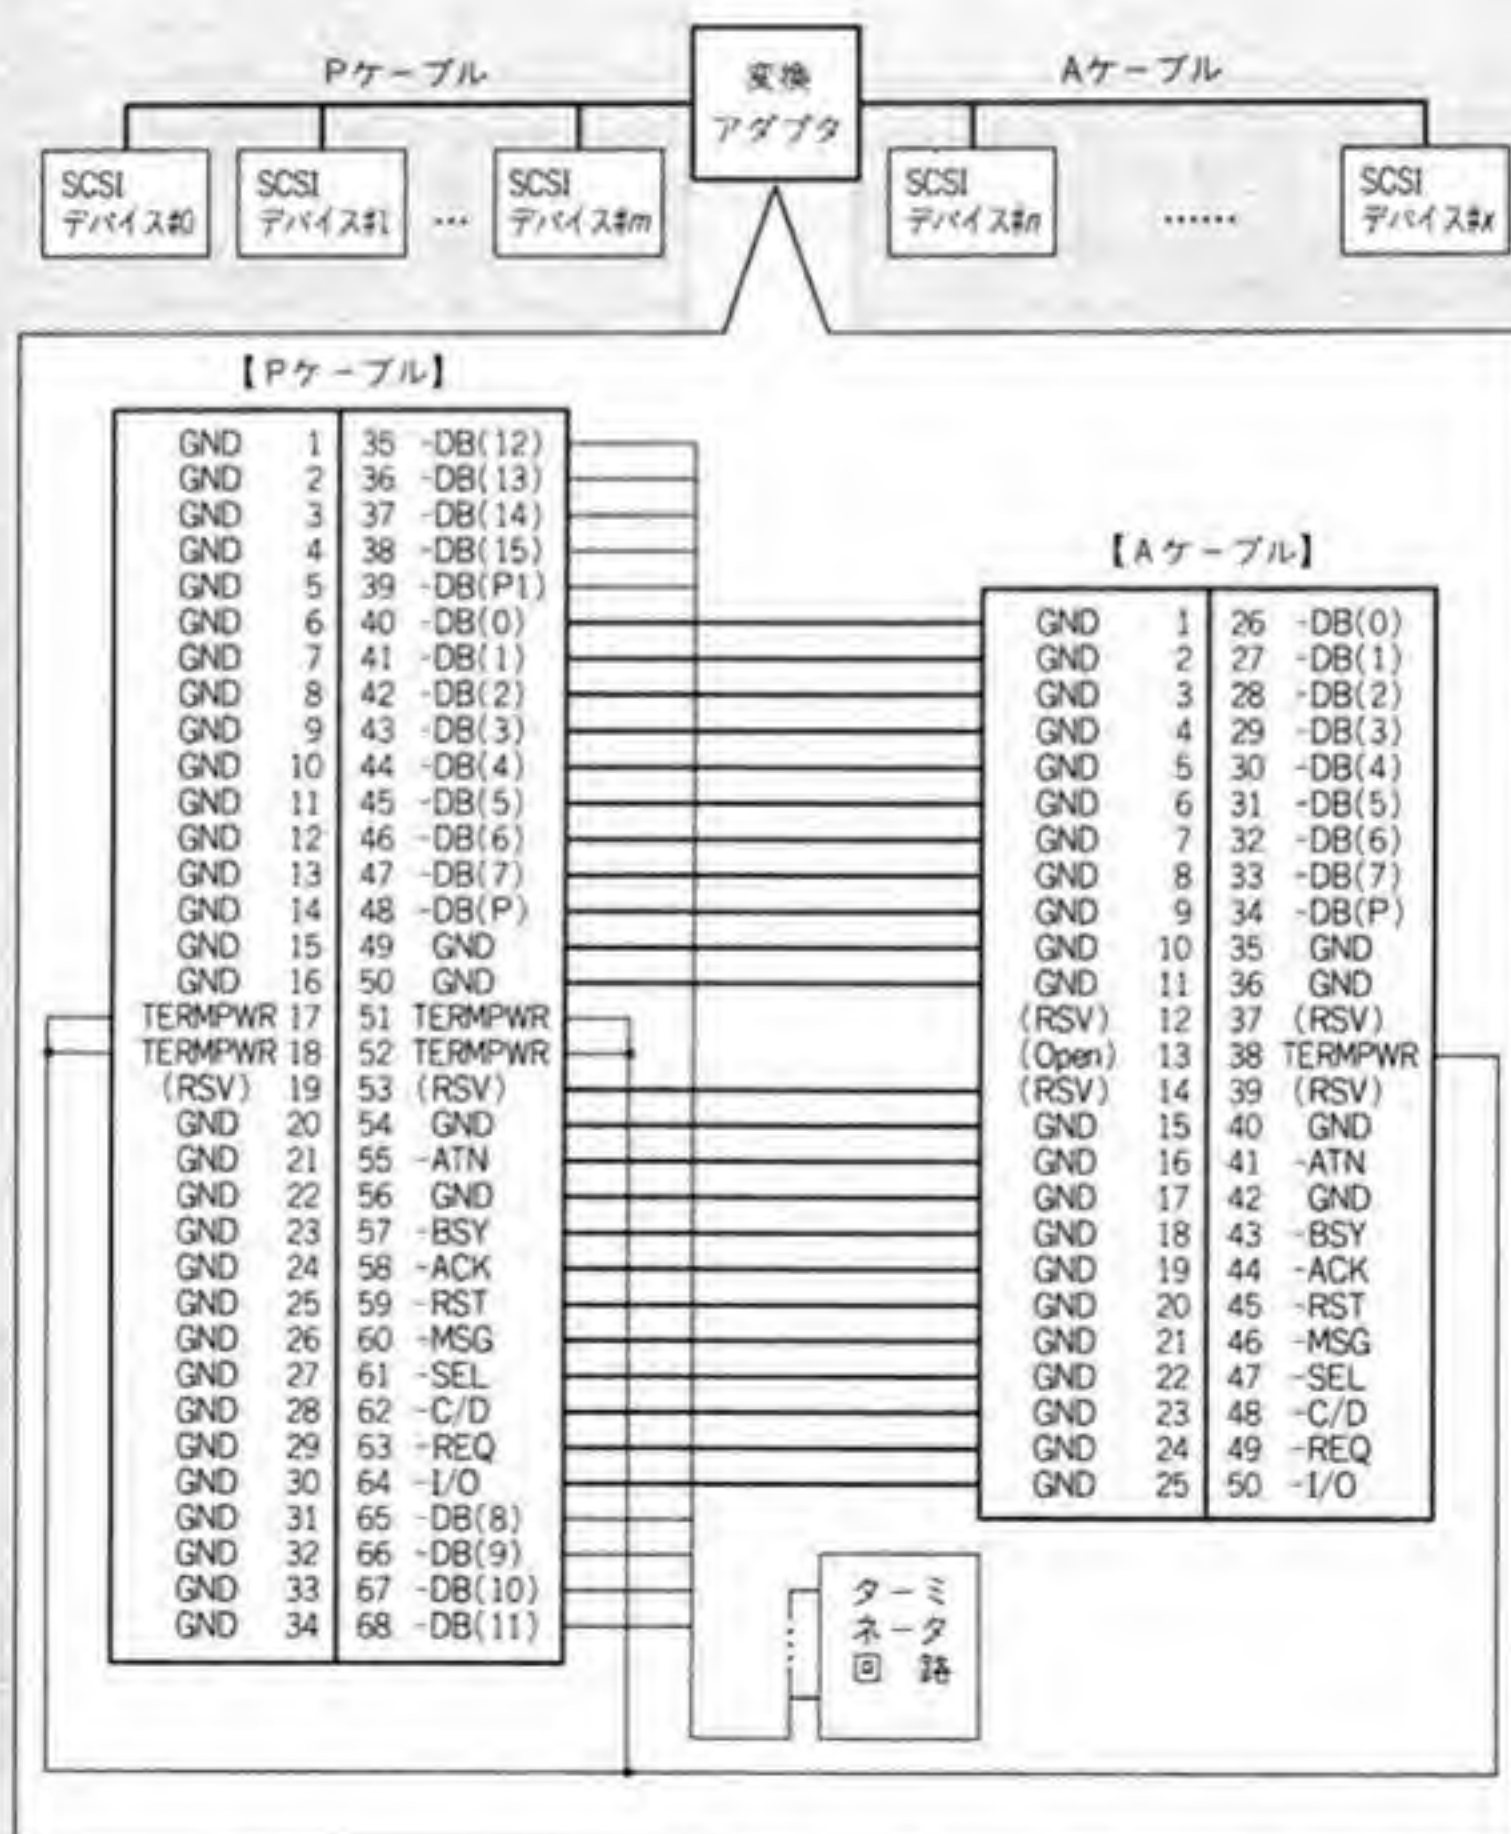 Pケーブル
変換
アダプタ
Aケーブル
SCSI
デバイス#0
SCSI
デバイス#1
...
SCSI
デバイス#m
SCSI
デバイス#n
......
SCSI
デバイス#x
【Pケーブル】
GND 1 35 -DB(12)
GND 2 36 -DB(13)
GND 3 37 -DB(14)
GND 4 38 -DB(15)
GND 5 39 -DB(P1)
GND 6 40 -DB(0)
GND 7 41 -DB(1)
GND 8 42 -DB(2)
GND 9 43 -DB(3)
GND 10 44 -DB(4)
GND 11 45 -DB(5)
GND 12 46 -DB(6)
GND 13 47 -DB(7)
GND 14 48 -DB(P)
GND 15 49 GND
GND 16 50 GND
TERMPWR 17 51 TERMPWR
TERMPWR 18 52 TERMPWR
(RSV) 19 53 (RSV)
GND 20 54 GND
GND 21 55 -ATN
GND 22 56 GND
GND 23 57 -BSY
GND 24 58 -ACK
GND 25 59 -RST
GND 26 60 -MSG
GND 27 61 -SEL
GND 28 62 -C/D
GND 29 63 -REQ
GND 30 64 -I/O
GND 31 65 -DB(8)
GND 32 66 -DB(9)
GND 33 67 -DB(10)
GND 34 68 -DB(11)
【Aケーブル】
GND 1 26 -DB(0)
GND 2 27 -DB(1)
GND 3 28 -DB(2)
GND 4 29 -DB(3)
GND 5 30 -DB(4)
GND 6 31 -DB(5)
GND 7 32 -DB(6)
GND 8 33 -DB(7)
GND 9 34 -DB(P)
GND 10 35 GND
GND 11 36 GND
(RSV) 12 37 (RSV)
(Open) 13 38 TERMPWR
(RSV) 14 39 (RSV)
GND 15 40 GND
GND 16 41 -ATN
GND 17 42 GND
GND 18 43 -BSY
GND 19 44 -ACK
GND 20 45 -RST
GND 21 46 -MSG
GND 22 47 -SEL
GND 23 48 -C/D
GND 24 49 -REQ
GND 25 50 -I/O
ターミ
ネータ
回路